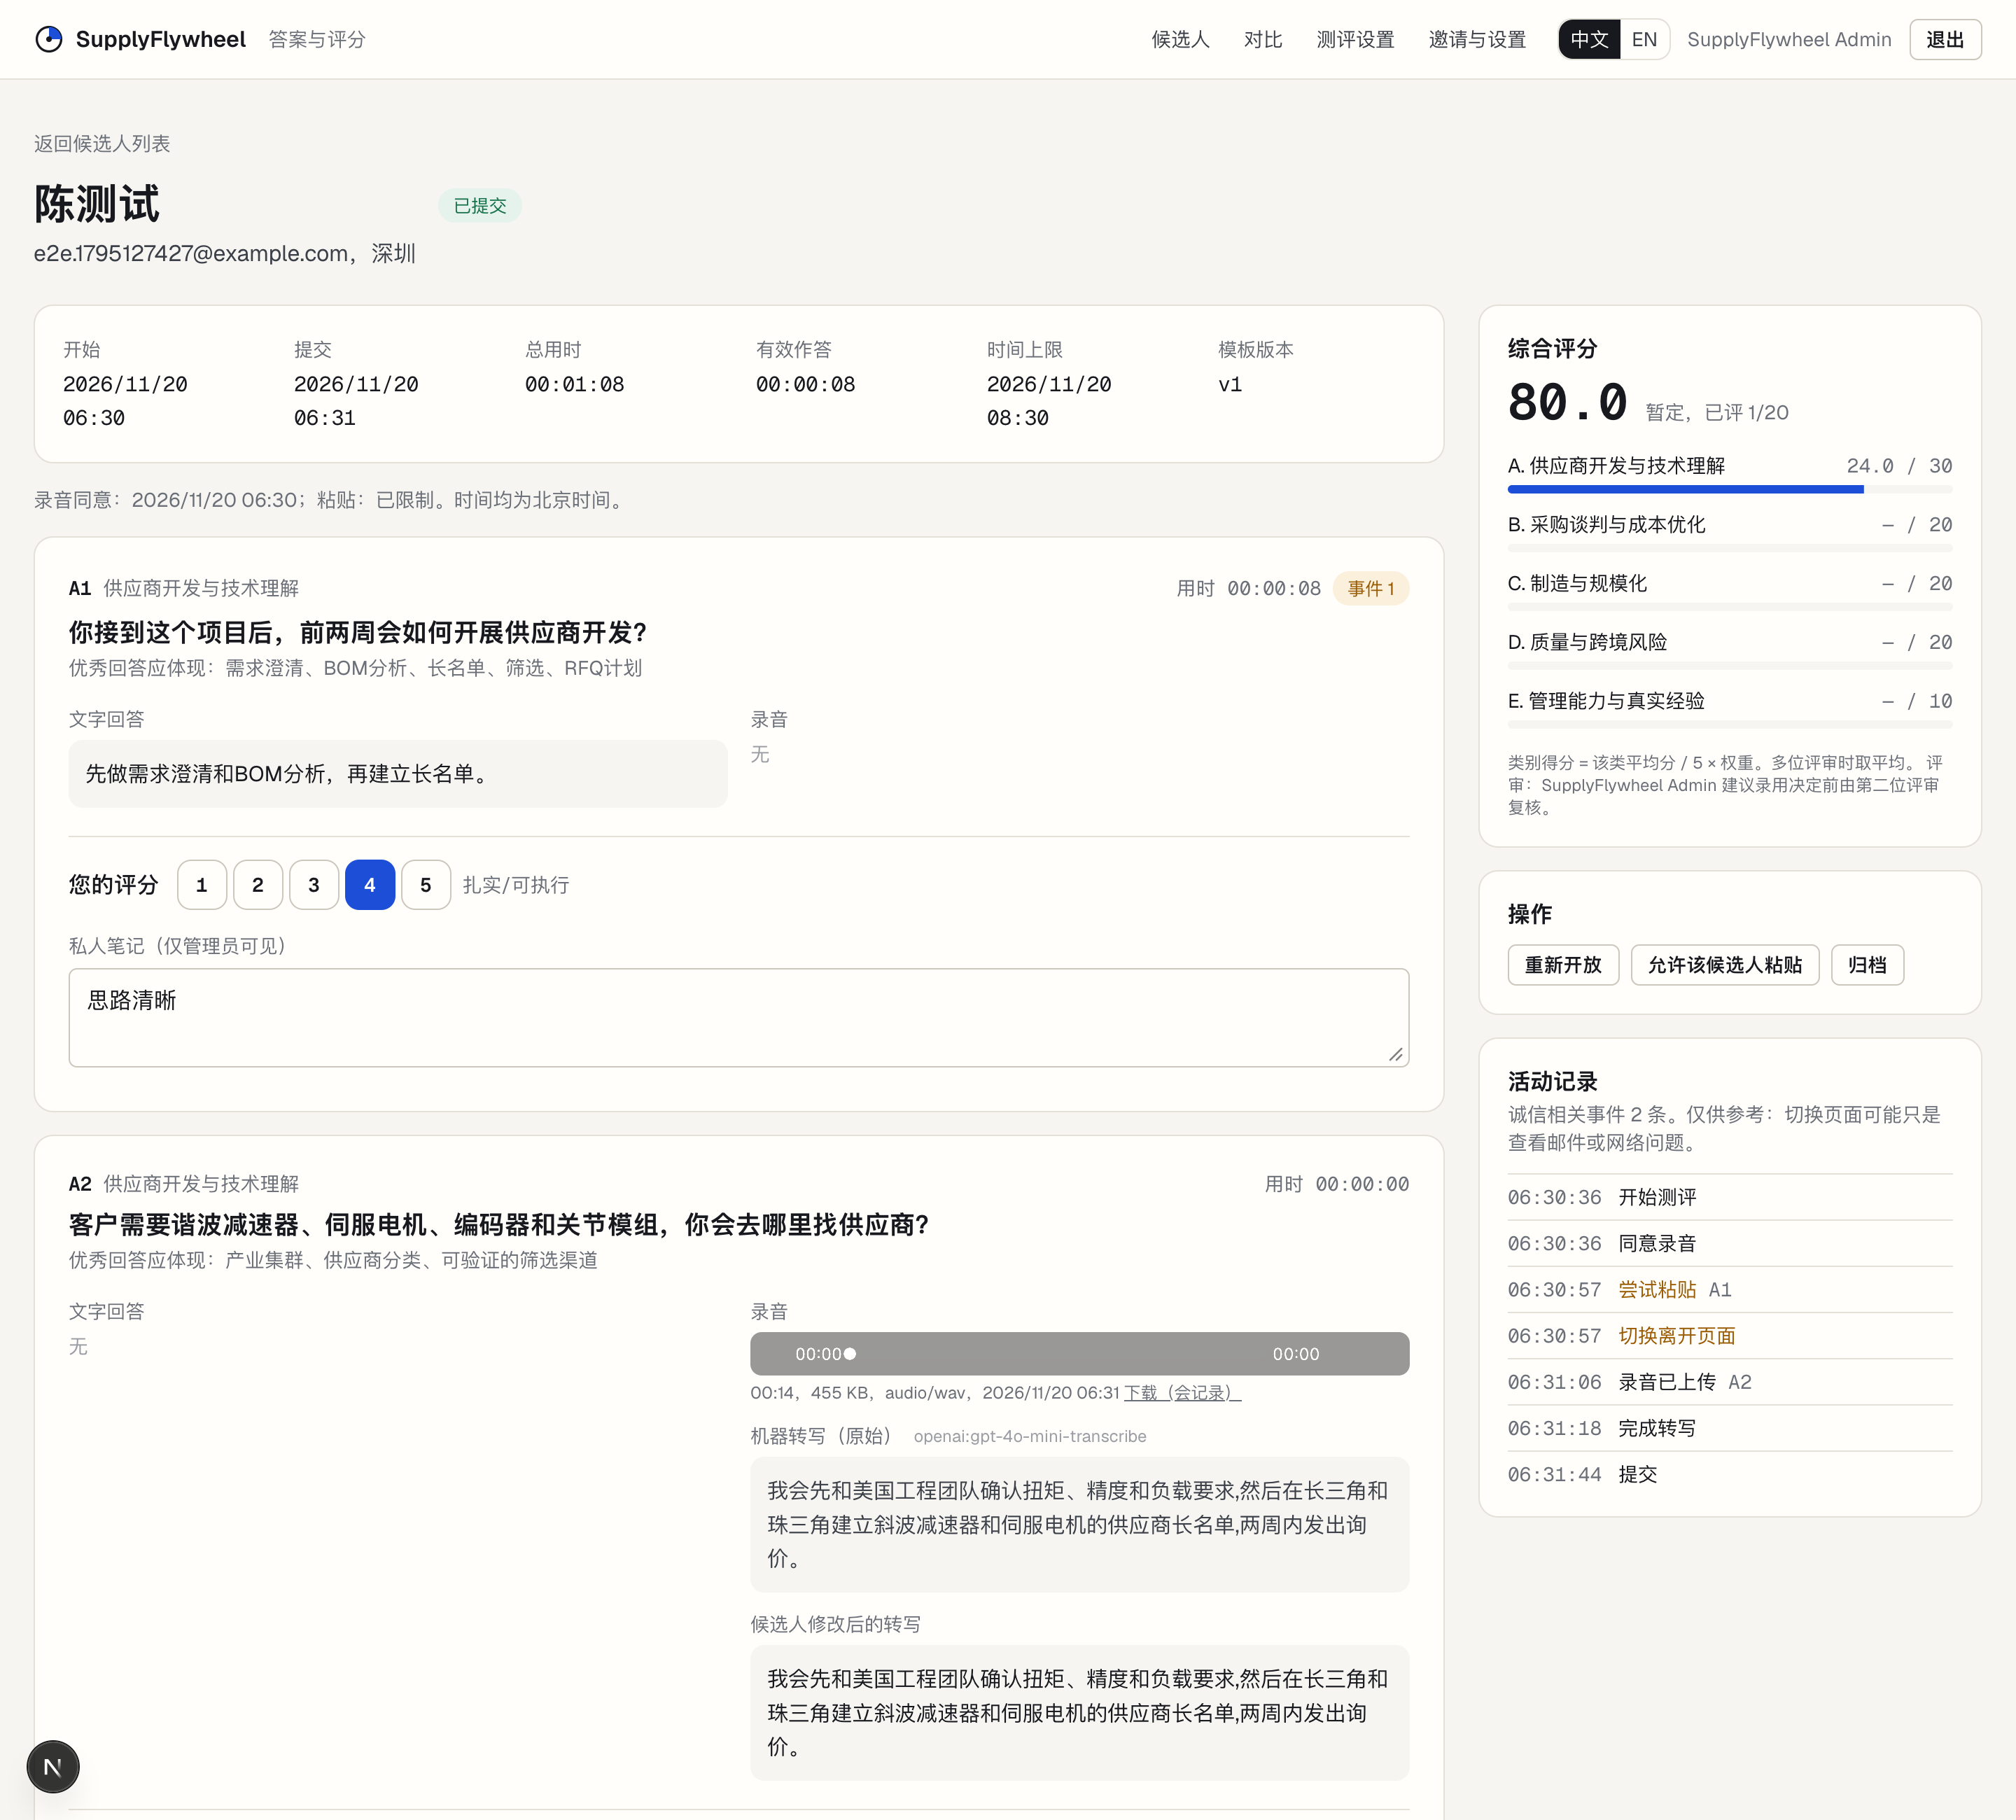 SupplyFlywheel 答案与评分
候选人 对比 测评设置 邀请与设置 中文 EN SupplyFlywheel Admin 退出
返回候选人列表
陈测试 已提交
e2e.1795127427@example.com，深圳
开始 提交 总用时 有效作答 时间上限 模板版本
2026/11/20 2026/11/20 00:01:08 00:00:08 2026/11/20 v1
06:30 06:31 08:30
录音同意：2026/11/20 06:30；粘贴：已限制。时间均为北京时间。
A1 供应商开发与技术理解 用时 00:00:08 事件 1
你接到这个项目后，前两周会如何开展供应商开发？
优秀回答应体现：需求澄清、BOM分析、长名单、筛选、RFQ计划
文字回答 录音
先做需求澄清和BOM分析，再建立长名单。 无
您的评分 1 2 3 4 5 扎实/可执行
私人笔记（仅管理员可见）
思路清晰
A2 供应商开发与技术理解 用时 00:00:00
客户需要谐波减速器、伺服电机、编码器和关节模组，你会去哪里找供应商？
优秀回答应体现：产业集群、供应商分类、可验证的筛选渠道
文字回答 录音
无 00:00 00:00
00:14，455 KB，audio/wav，2026/11/20 06:31 下载（会记录）
机器转写（原始） openai:gpt-4o-mini-transcribe
我会先和美国工程团队确认扭矩、精度和负载要求,然后在长三角和
珠三角建立斜波减速器和伺服电机的供应商长名单,两周内发出询
价。
候选人修改后的转写
我会先和美国工程团队确认扭矩、精度和负载要求,然后在长三角和
珠三角建立斜波减速器和伺服电机的供应商长名单,两周内发出询
价。
N
综合评分
80.0 暂定，已评 1/20
A. 供应商开发与技术理解 24.0 / 30
B. 采购谈判与成本优化 – / 20
C. 制造与规模化 – / 20
D. 质量与跨境风险 – / 20
E. 管理能力与真实经验 – / 10
类别得分 = 该类平均分 / 5 × 权重。多位评审时取平均。 评
审：SupplyFlywheel Admin 建议录用决定前由第二位评审
复核。
操作
重新开放 允许该候选人粘贴 归档
活动记录
诚信相关事件 2 条。仅供参考：切换页面可能只是
查看邮件或网络问题。
06:30:36 开始测评
06:30:36 同意录音
06:30:57 尝试粘贴 A1
06:30:57 切换离开页面
06:31:06 录音已上传 A2
06:31:18 完成转写
06:31:44 提交